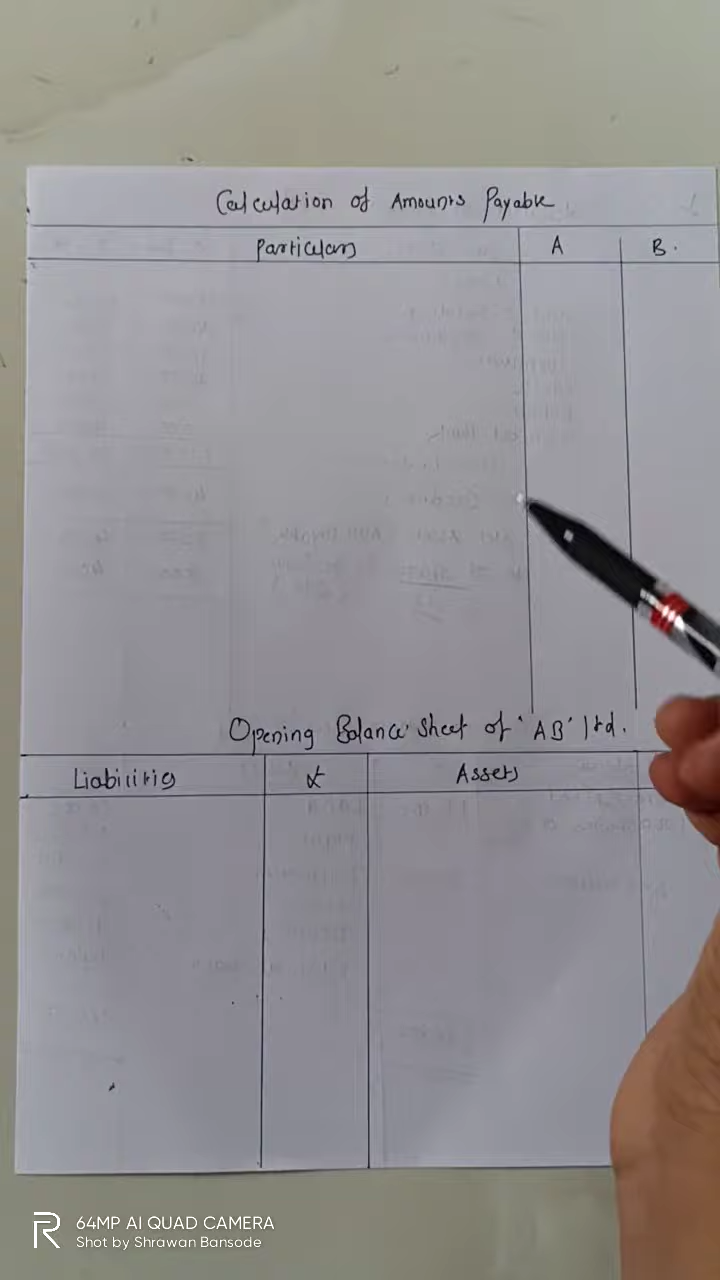 Calculation of Amounts Payable
Particulars A B.
Opening Balance Sheet of 'AB' ltd.
Liabilities ₹ Assets
64MP AI QUAD CAMERA
Shot by Shrawan Bansode